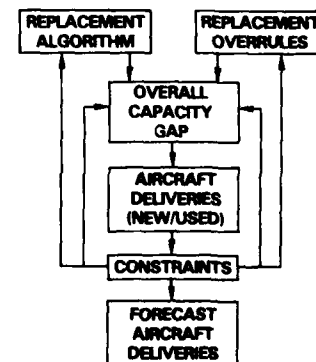 REPLACEMENT
ALGORITHM
REPLACEMENT
OVERRULES
OVERALL
CAPACITY
GAP
AIRCRAFT
DELIVERIES
(NEW/USED)
CONSTRAINTS
FORECAST
AIRCRAFT
DELIVERIES